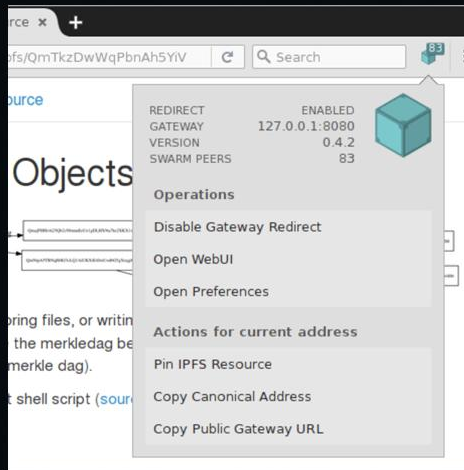 rce
ofs/QmTkzDwWqPbnAh5YiV
Search
83
ource
REDIRECT ENABLED
GATEWAY 127.0.0.1:8080
VERSION 0.4.2
SWARM PEERS 83
Objects
Operations
Disable Gateway Redirect
Open WebUI
Open Preferences
oring files, or writin
the merkledag be
merkle dag).
t shell script (sourc
Actions for current address
Pin IPFS Resource
Copy Canonical Address
Copy Public Gateway URL